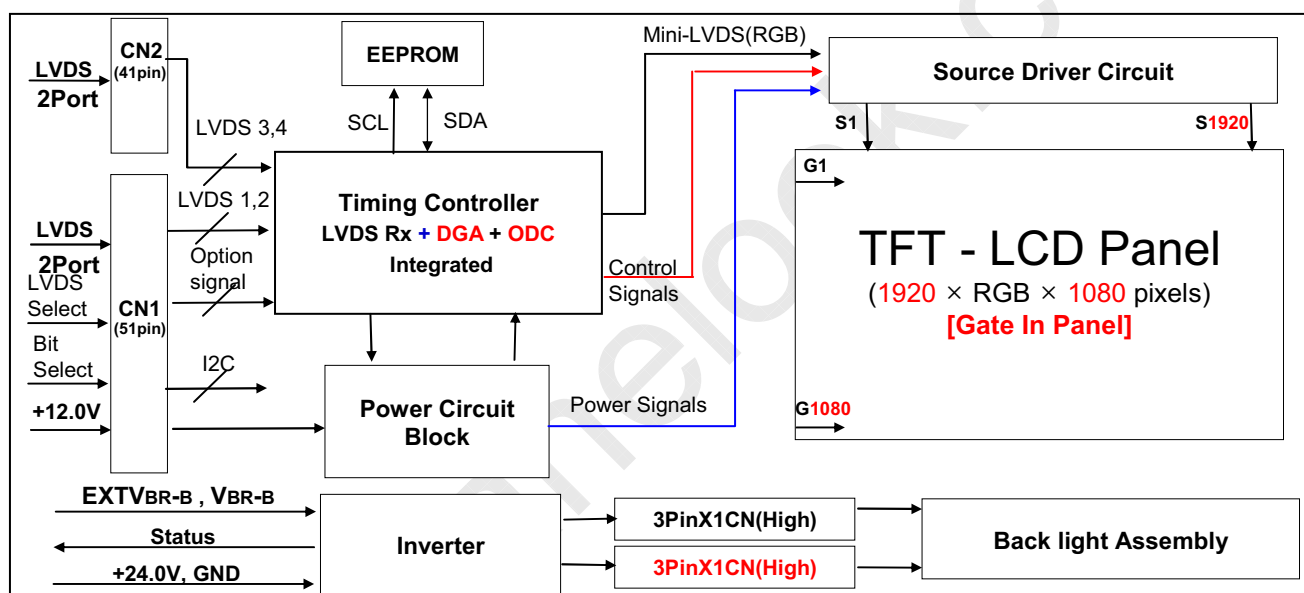 CN2
(41pin)
LVDS
2Port
EEPROM
SCL
SDA
Mini-LVDS(RGB)
Source Driver Circuit
S1
S1920
LVDS 3,4
LVDS 1,2
Option
signal
Timing Controller
LVDS Rx + DGA + ODC
Integrated
Control
Signals
G1
TFT - LCD Panel
(1920 × RGB × 1080 pixels)
[Gate In Panel]
G1080
LVDS
2Port
LVDS
Select
Bit
Select
+12.0V
CN1
(51pin)
I2C
Power Circuit
Block
Power Signals
EXTVBR-B , VBR-B
Status
+24.0V, GND
Inverter
3PinX1CN(High)
3PinX1CN(High)
Back light Assembly